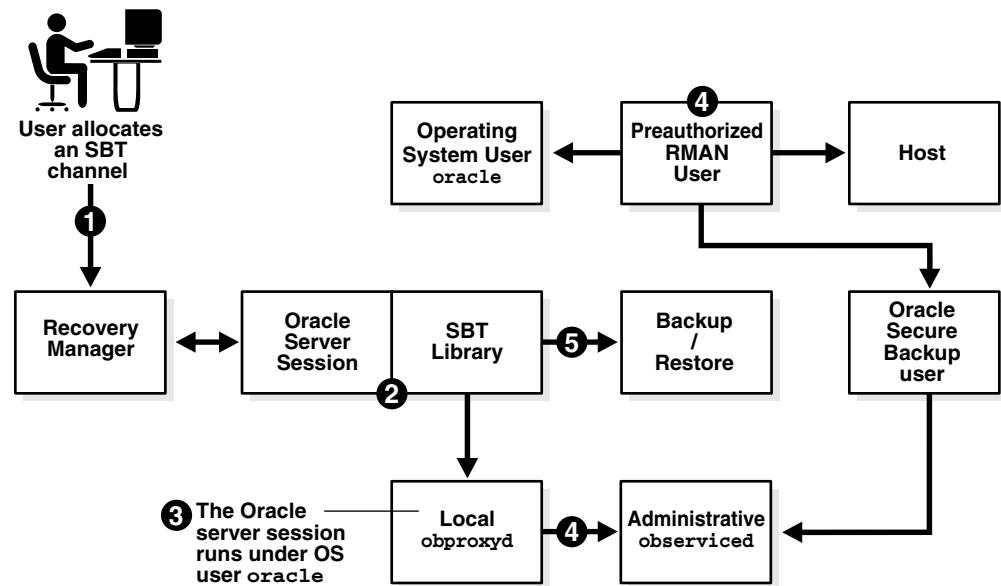 User allocates
an SBT
channel
1
4
Operating
System User
oracle
Preauthorized
RMAN
User
Host
Recovery
Manager
Oracle
Server
Session
SBT
Library
2
5
Backup
/
Restore
Oracle
Secure
Backup
user
3 The Oracle
server session
runs under OS
user oracle
Local
obproxyd
4
Administrative
observiced